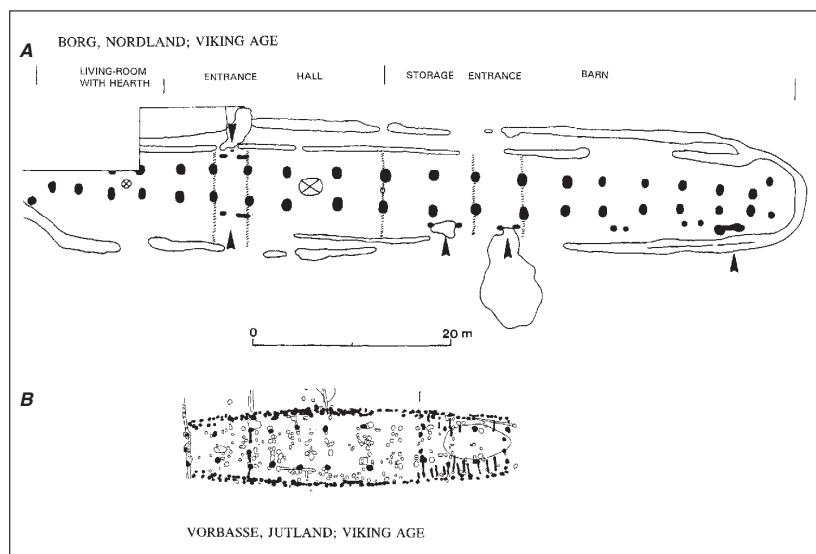 A
BORG, NORDLAND; VIKING AGE
LIVING-ROOM
WITH HEARTH
ENTRANCE
HALL
STORAGE
ENTRANCE
BARN
0
20 m
B
VORBASSE, JUTLAND; VIKING AGE